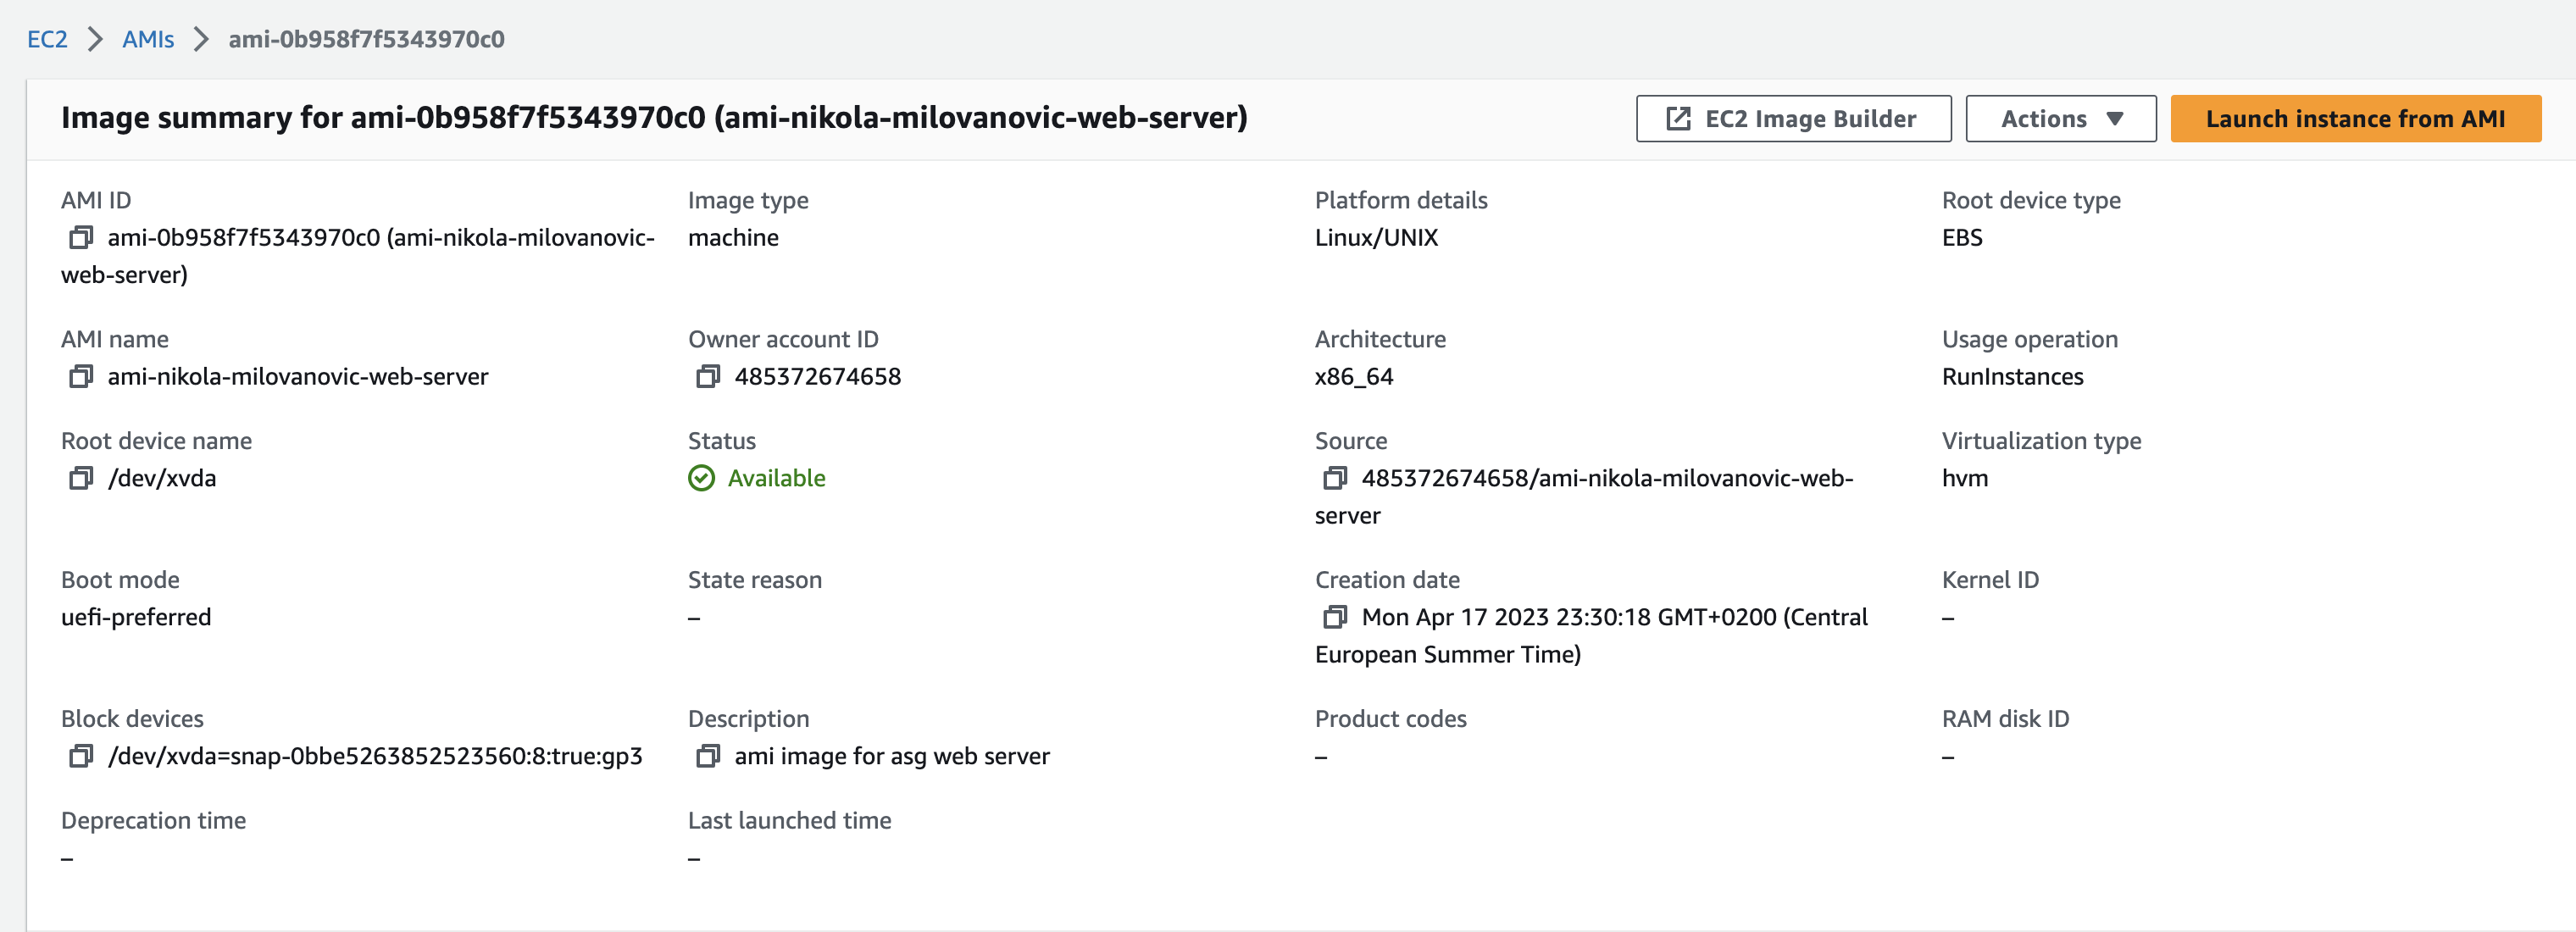 EC2 > AMIs > ami-0b958f7f5343970c0
Image summary for ami-0b958f7f5343970c0 (ami-nikola-milovanovic-web-server)
EC2 Image Builder
Actions
Launch instance from AMI
AMI ID
ami-0b958f7f5343970c0 (ami-nikola-milovanovic-
web-server)
Image type
machine
Platform details
Linux/UNIX
Root device type
EBS
AMI name
ami-nikola-milovanovic-web-server
Owner account ID
485372674658
Architecture
x86_64
Usage operation
RunInstances
Root device name
/dev/xvda
Status
Available
Source
485372674658/ami-nikola-milovanovic-web-
server
Virtualization type
hvm
Boot mode
uefi-preferred
State reason
–
Creation date
Mon Apr 17 2023 23:30:18 GMT+0200 (Central
European Summer Time)
Kernel ID
–
Block devices
/dev/xvda=snap-0bbe5263852523560:8:true:gp3
Description
ami image for asg web server
Product codes
–
RAM disk ID
–
Deprecation time
–
Last launched time
–